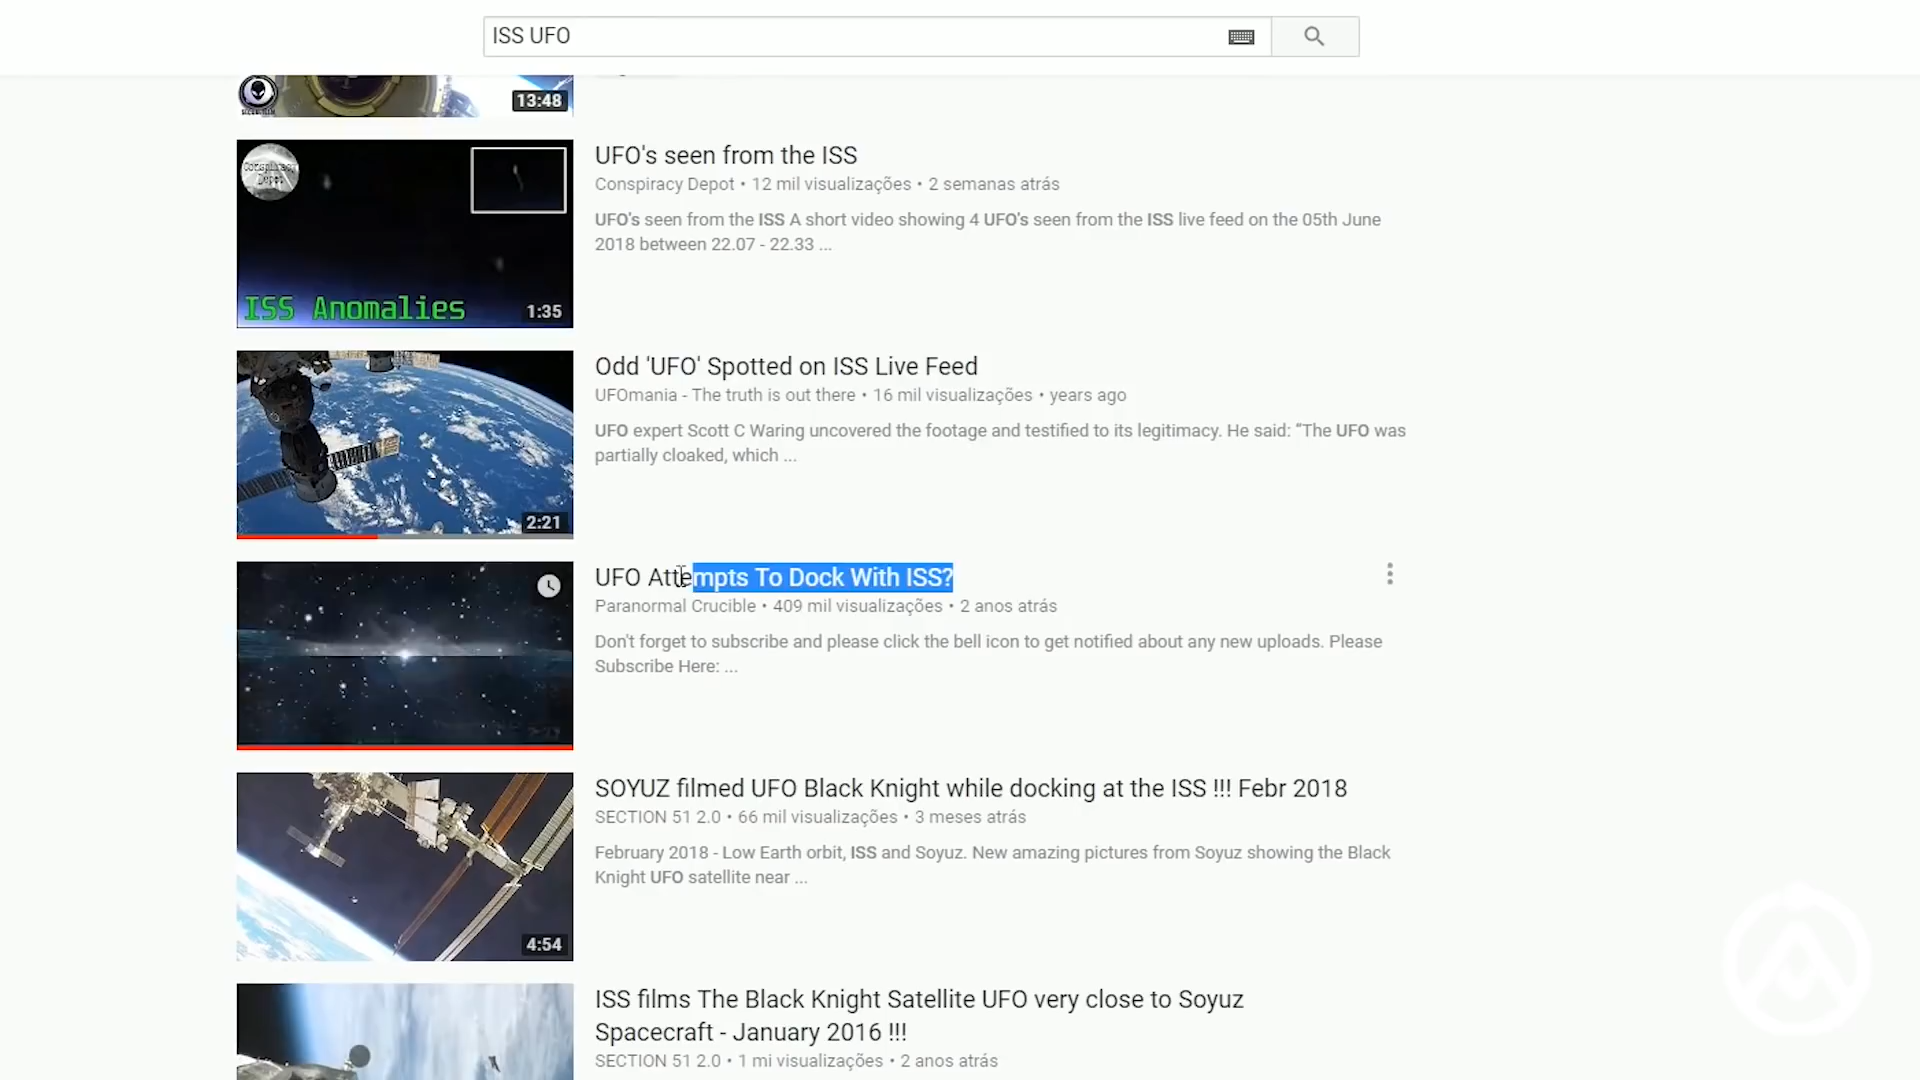 ISS UFO
13:48
UFO's seen from the ISS
Conspiracy Depot • 12 mil visualizações • 2 semanas atrás
UFO's seen from the ISS A short video showing 4 UFO's seen from the ISS live feed on the 05th June
2018 between 22.07 - 22.33 ...
Conspiracy
Depot
ISS Anomalies
1:35
Odd 'UFO' Spotted on ISS Live Feed
UFOmania - The truth is out there • 16 mil visualizações • years ago
UFO expert Scott C Waring uncovered the footage and testified to its legitimacy. He said: “The UFO was
partially cloaked, which ...
2:21
UFO Attempts To Dock With ISS?
Paranormal Crucible • 409 mil visualizações • 2 anos atrás
Don't forget to subscribe and please click the bell icon to get notified about any new uploads. Please
Subscribe Here: ...
SOYUZ filmed UFO Black Knight while docking at the ISS !!! Febr 2018
SECTION 51 2.0 • 66 mil visualizações • 3 meses atrás
February 2018 - Low Earth orbit, ISS and Soyuz. New amazing pictures from Soyuz showing the Black
Knight UFO satellite near ...
4:54
ISS films The Black Knight Satellite UFO very close to Soyuz
Spacecraft - January 2016 !!!
SECTION 51 2.0 • 1 mi visualizações • 2 anos atrás